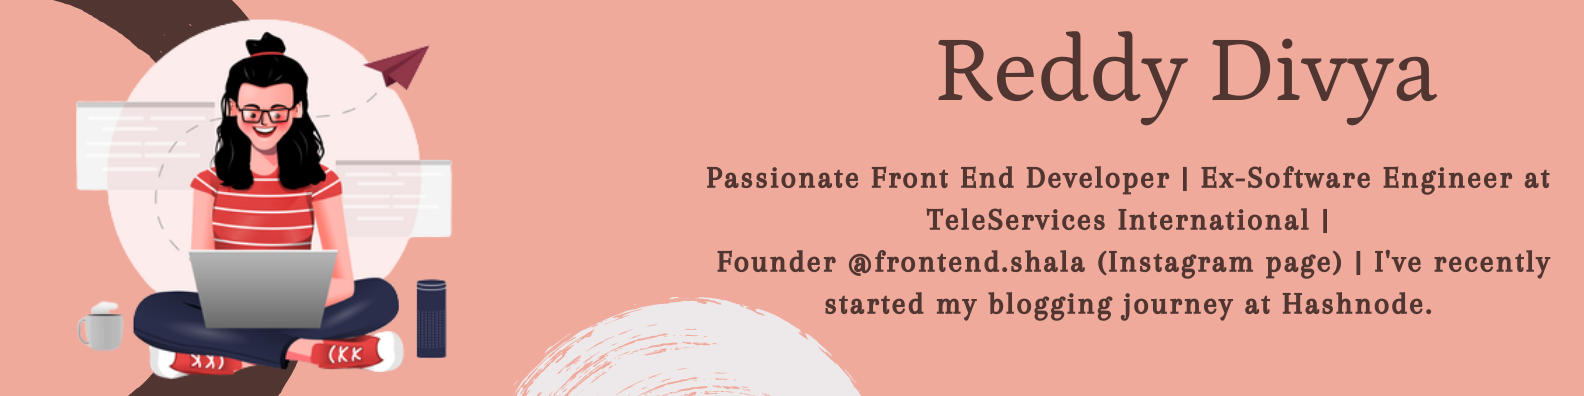 Reddy Divya
Passionate Front End Developer | Ex-Software Engineer at
TeleServices International |
Founder @frontend.shala (Instagram page) | I've recently
started my blogging journey at Hashnode.
(KK
(KK